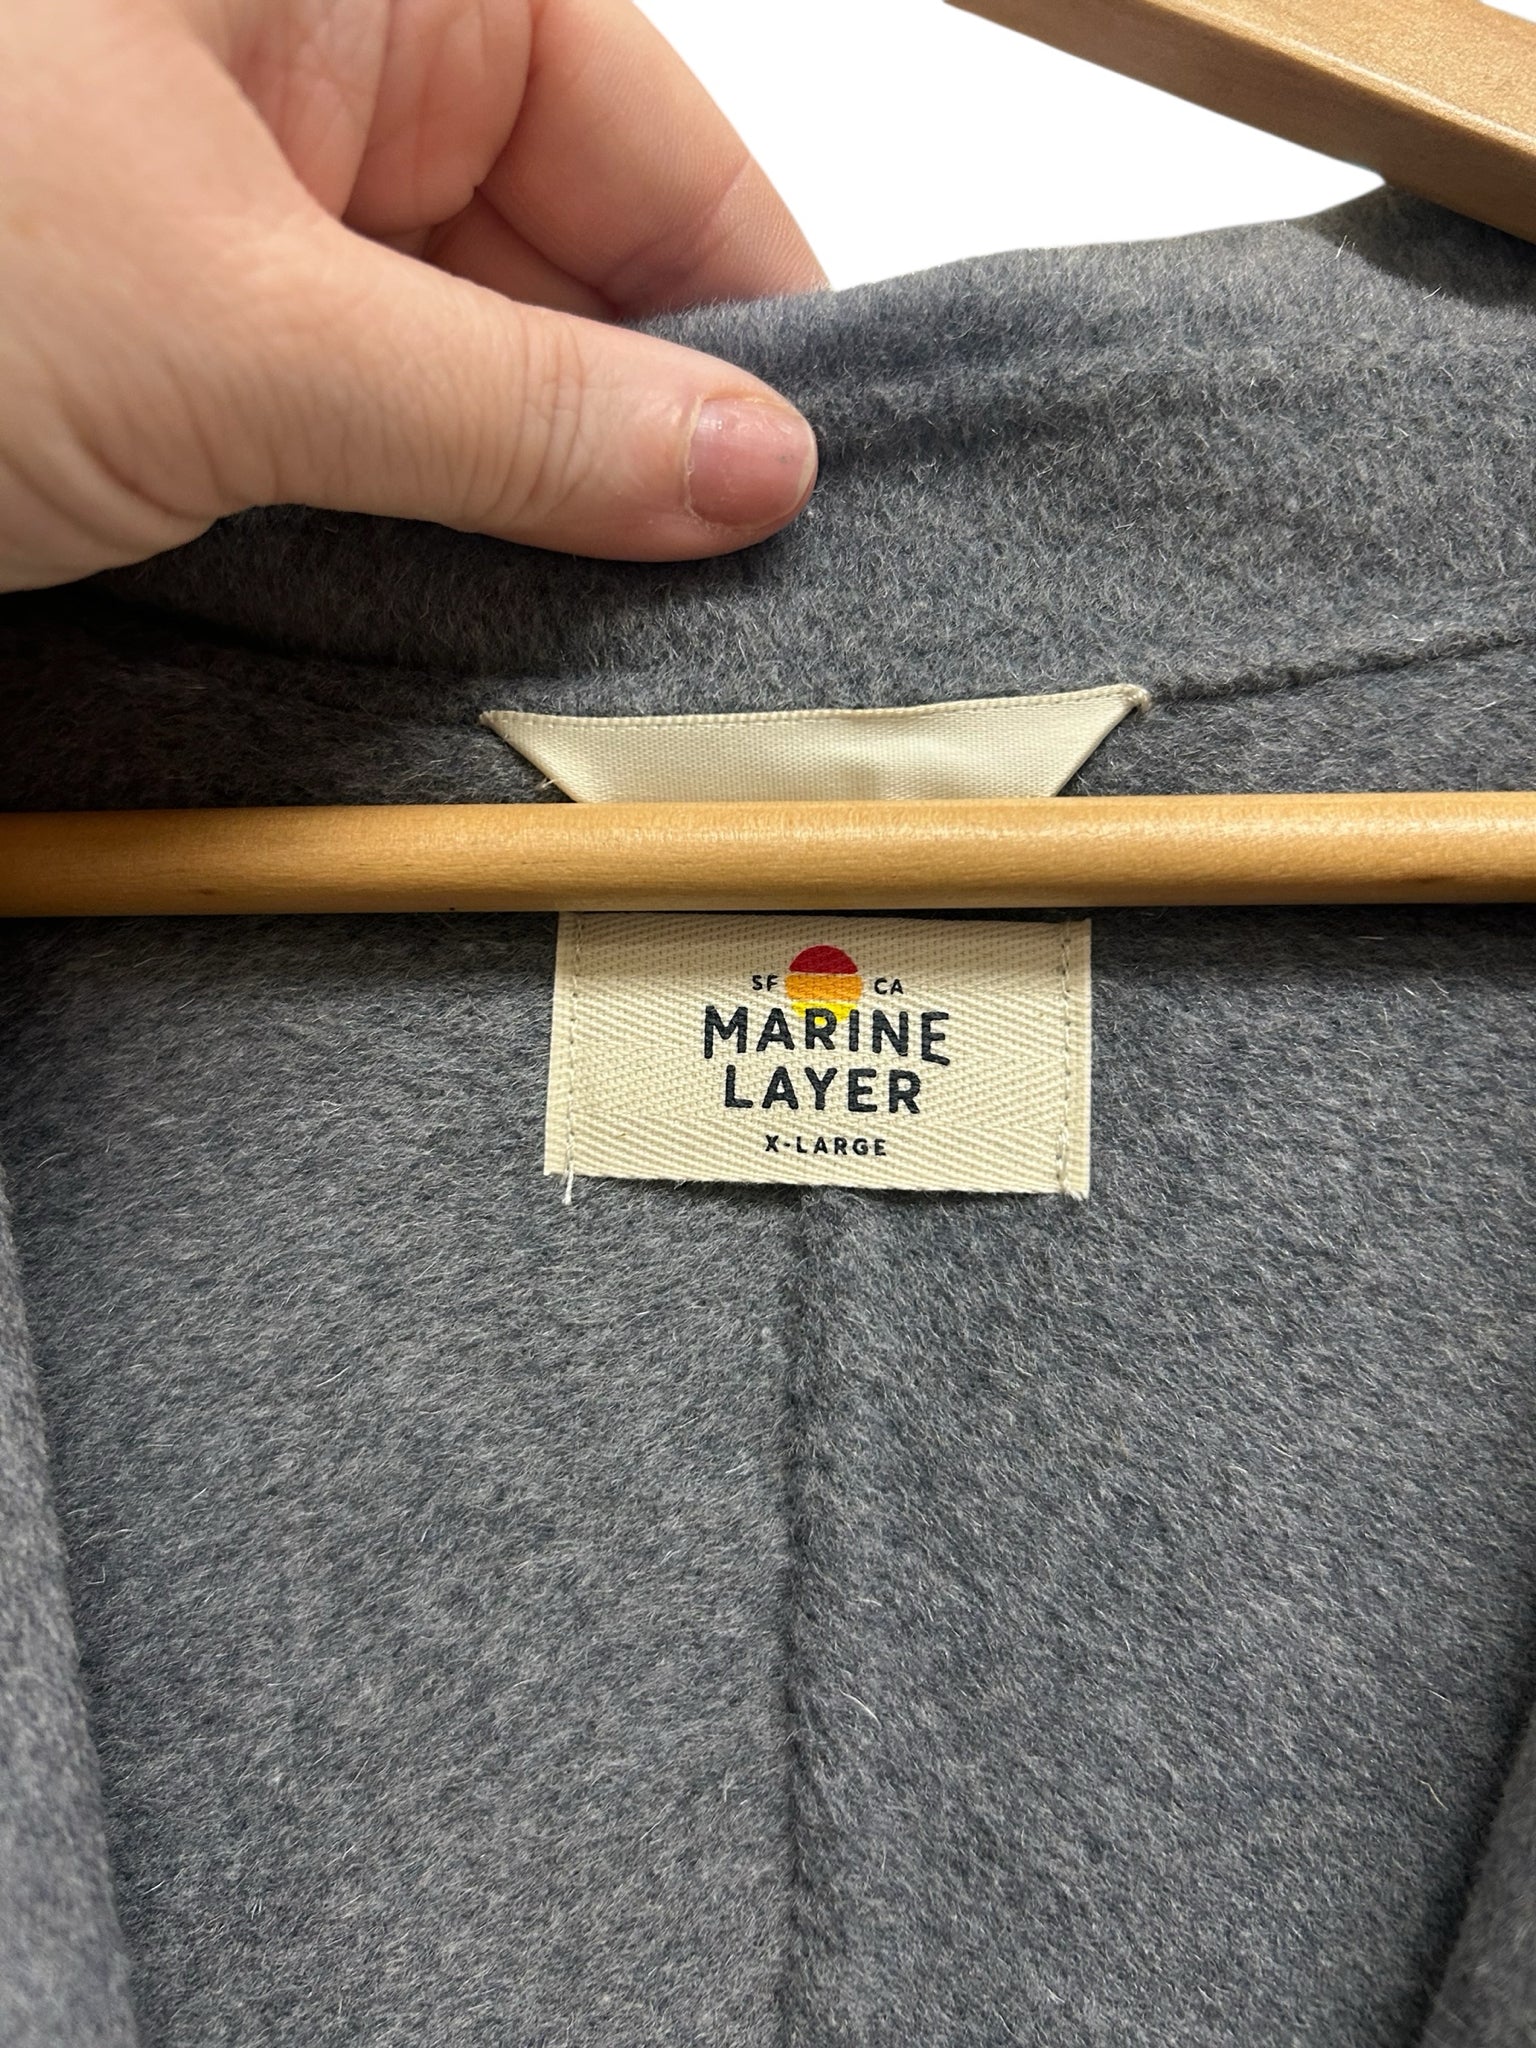 SF CA
MARINE
LAYER
X-LARGE